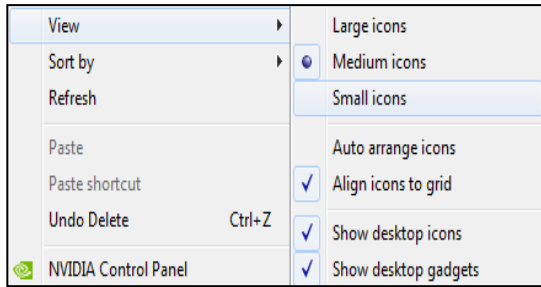 View
Sort by
Refresh
Paste
Paste shortcut
Undo Delete Ctrl+Z
NVIDIA Control Panel
Large icons
Medium icons
Small icons
Auto arrange icons
Align icons to grid
Show desktop icons
Show desktop gadgets